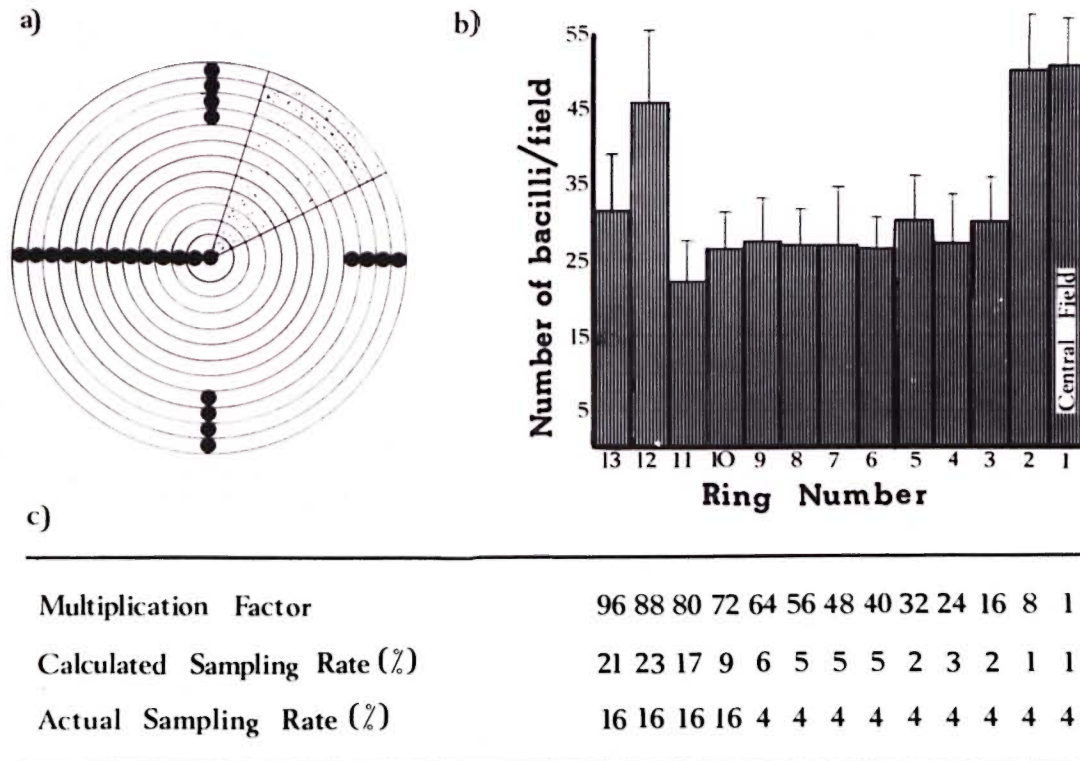 a)
b)
Number of bacilli/field
55
45
35
25
15
5
Central Field
13 12 11 10 9 8 7 6 5 4 3 2 1
Ring Number
c)
Multiplication Factor 96 88 80 72 64 56 48 40 32 24 16 8 1
Calculated Sampling Rate (%) 21 23 17 9 6 5 5 5 2 3 2 1 1
Actual Sampling Rate (%) 16 16 16 16 4 4 4 4 4 4 4 4 4